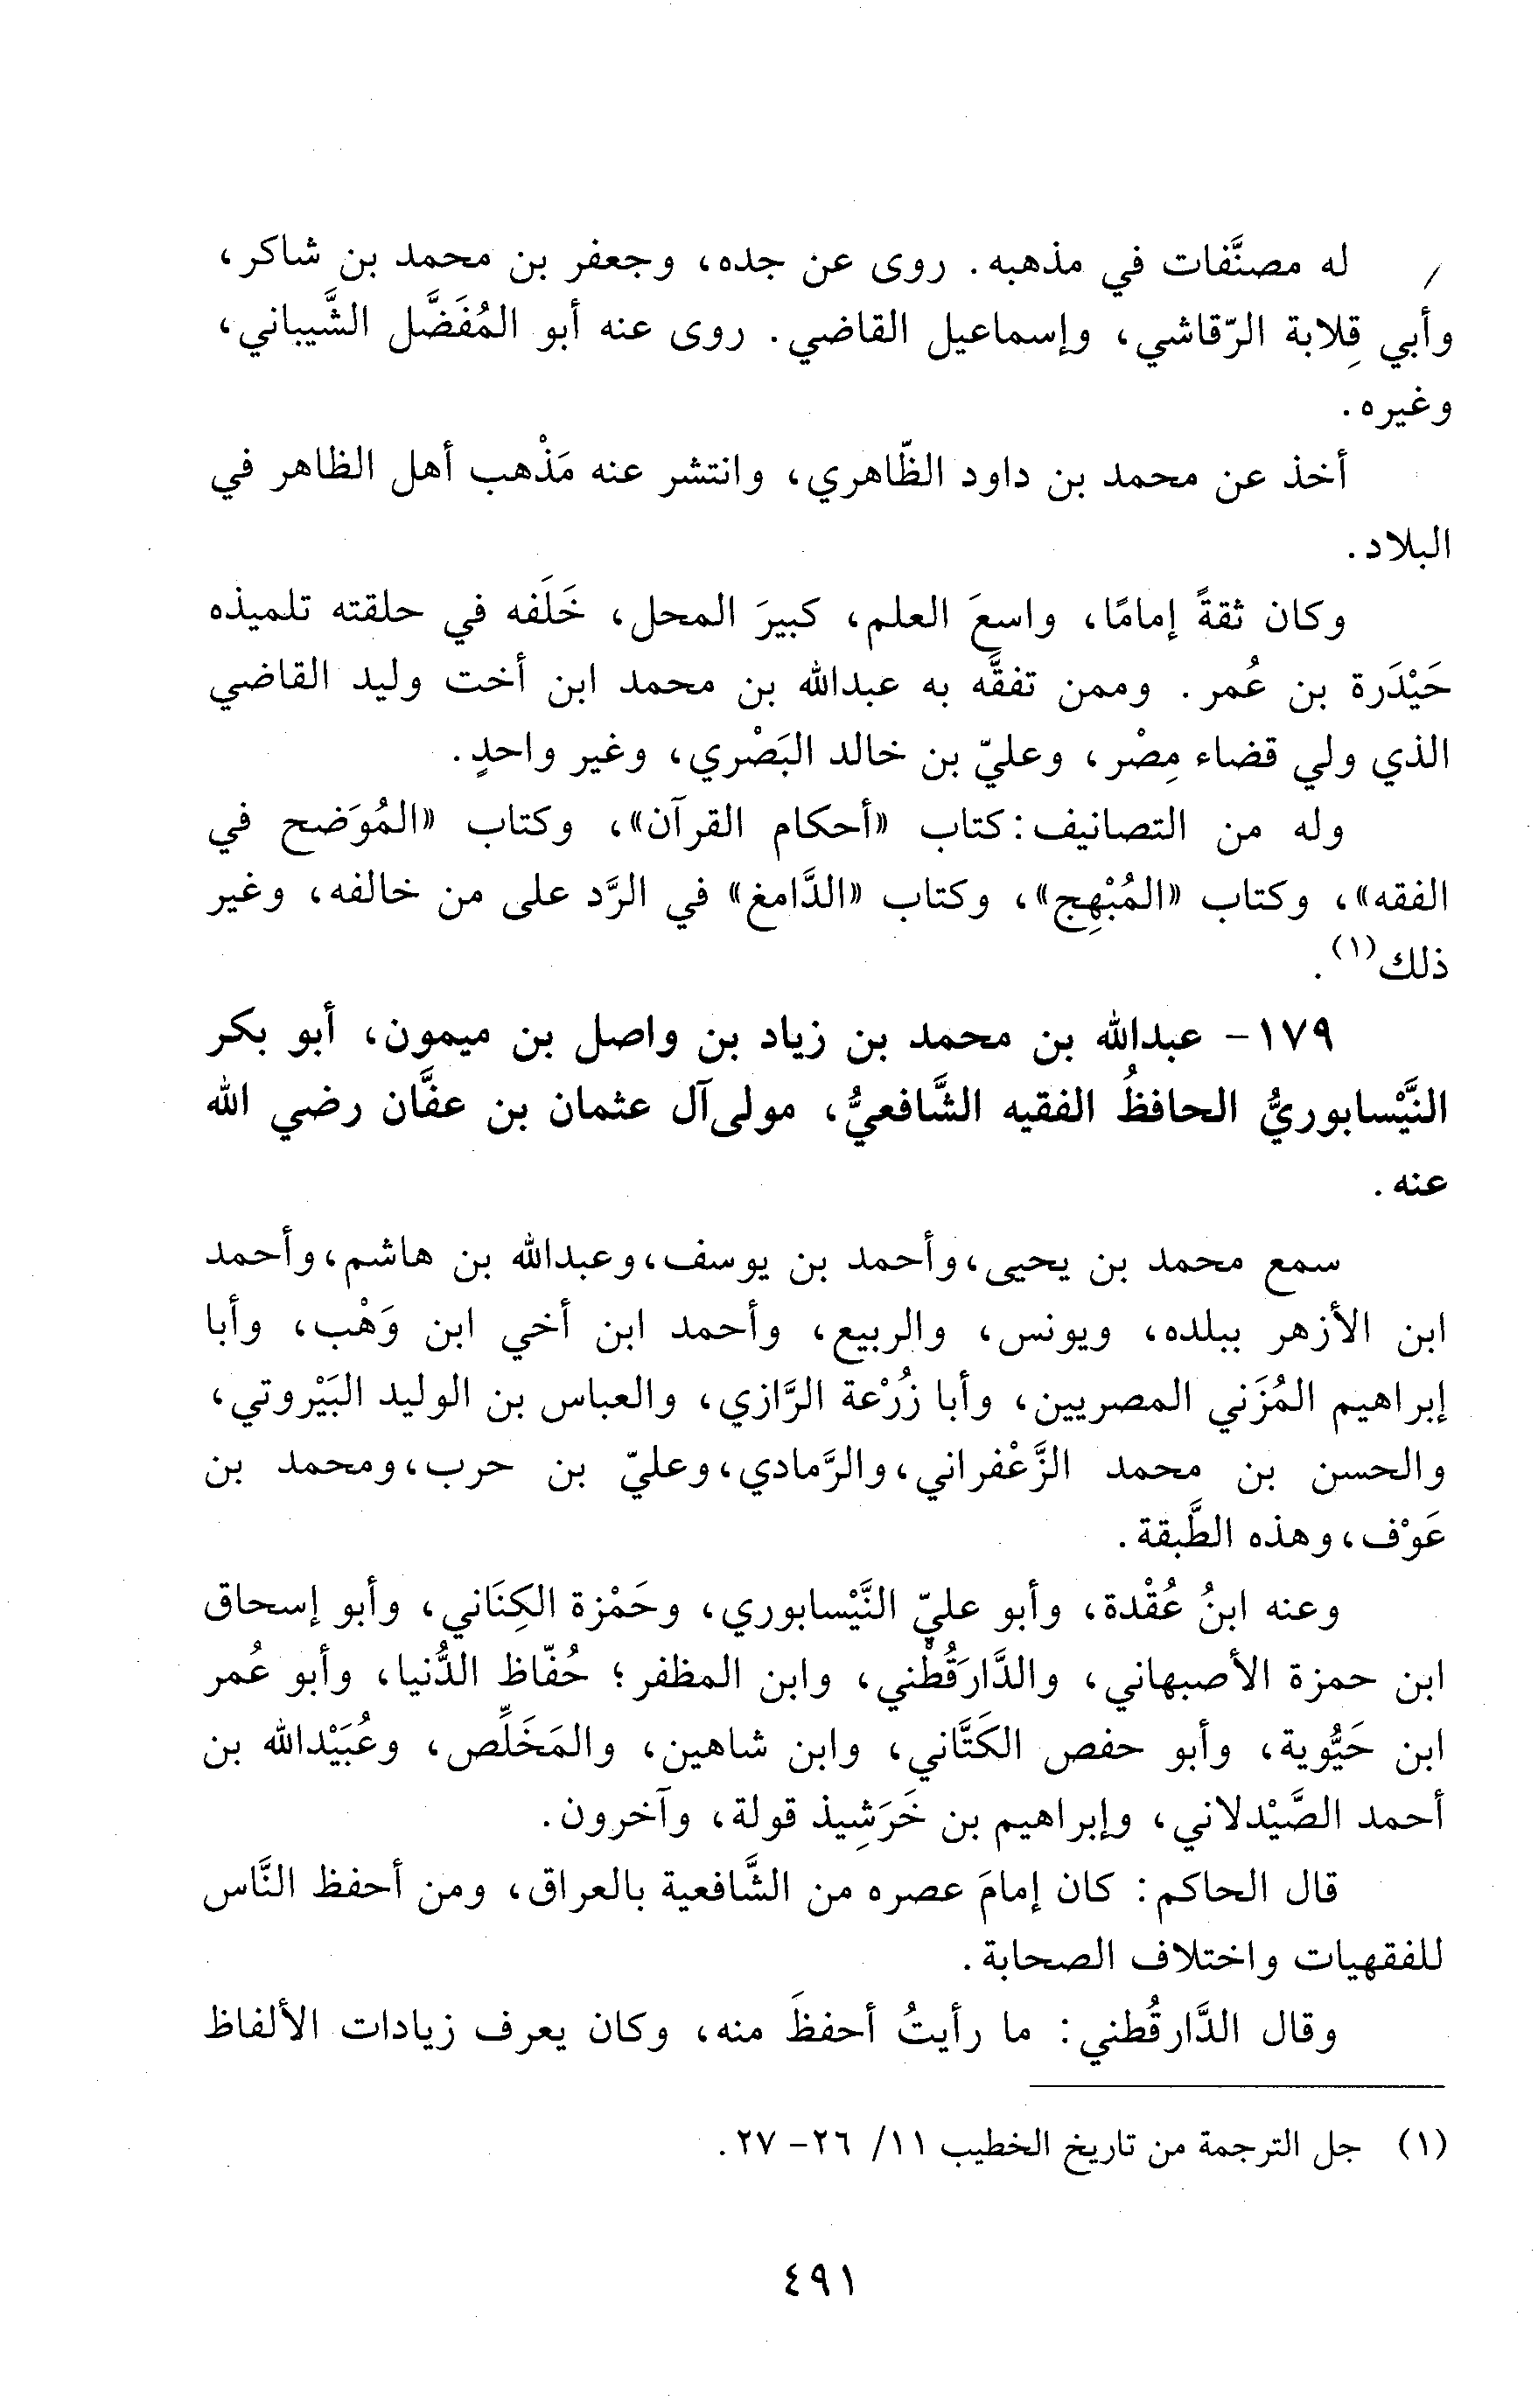 له مصنَّفات في مذهبه. روى عن جده، وجعفر بن محمد بن شاكر،
وأبي قِلابة الرّقاشي، وإسماعيل القاضي. روى عنه أبو المُفَضَّل الشَّيباني،
وغيره.
أخذ عن محمد بن داود الظّاهري، وانتشر عنه مَذْهب أهل الظاهر في
البلاد.
وكان ثقةً إمامًا، واسعَ العلم، كبيرَ المحل، خَلَفه في حلقته تلميذه
حَيْدَرة بن عُمر. وممن تفقَّه به عبدالله بن محمد ابن أخت وليد القاضي
الذي ولي قضاء مِصْر، وعليّ بن خالد البَصْري، وغير واحدٍ.
وله من التصانيف: كتاب «أحكام القرآن»، وكتاب «المُوَضح في
الفقه»، وكتاب «المُبْهِج»، وكتاب «الدَّامغ» في الرَّد على من خالفه، وغير
ذلك(١).
١٧٩- عبدالله بن محمد بن زياد بن واصل بن ميمون، أبو بكر
النَّيْسابوريُّ الحافظُ الفقيه الشَّافعيُّ، مولى آل عثمان بن عفَّان رضي الله
عنه.
سمع محمد بن يحيى، وأحمد بن يوسف، وعبدالله بن هاشم، وأحمد
ابن الأزهر ببلده، ويونس، والربيع، وأحمد ابن أخي ابن وَهْب، وأبا
إبراهيم المُزَني المصريين، وأبا زُرْعة الرَّازي، والعباس بن الوليد البَيْروتي،
والحسن بن محمد الزَّعْفراني، والرَّمادي، وعليّ بن حرب، ومحمد بن
عَوْف، وهذه الطَّبقة.
وعنه ابنُ عُقْدة، وأبو عليّ النَّيْسابوري، وحَمْزة الكِنَاني، وأبو إسحاق
ابن حمزة الأصبهاني، والدَّارَقُطْني، وابن المظفر؛ حُفّاظ الدُّنيا، وأبو عُمر
ابن حَيُّوية، وأبو حفص الكَتَّاني، وابن شاهين، والمَخَلِّص، وعُبَيْدالله بن
أحمد الصَّيْدلاني، وإبراهيم بن خَرَشِيذ قولة، وآخرون.
قال الحاكم: كان إمامَ عصره من الشَّافعية بالعراق، ومن أحفظ النَّاس
للفقهيات واختلاف الصحابة.
وقال الدَّارقُطني: ما رأيتُ أحفظَ منه، وكان يعرف زيادات الألفاظ
(١) جل الترجمة من تاريخ الخطيب ١١/ ٢٦- ٢٧.
٤٩١